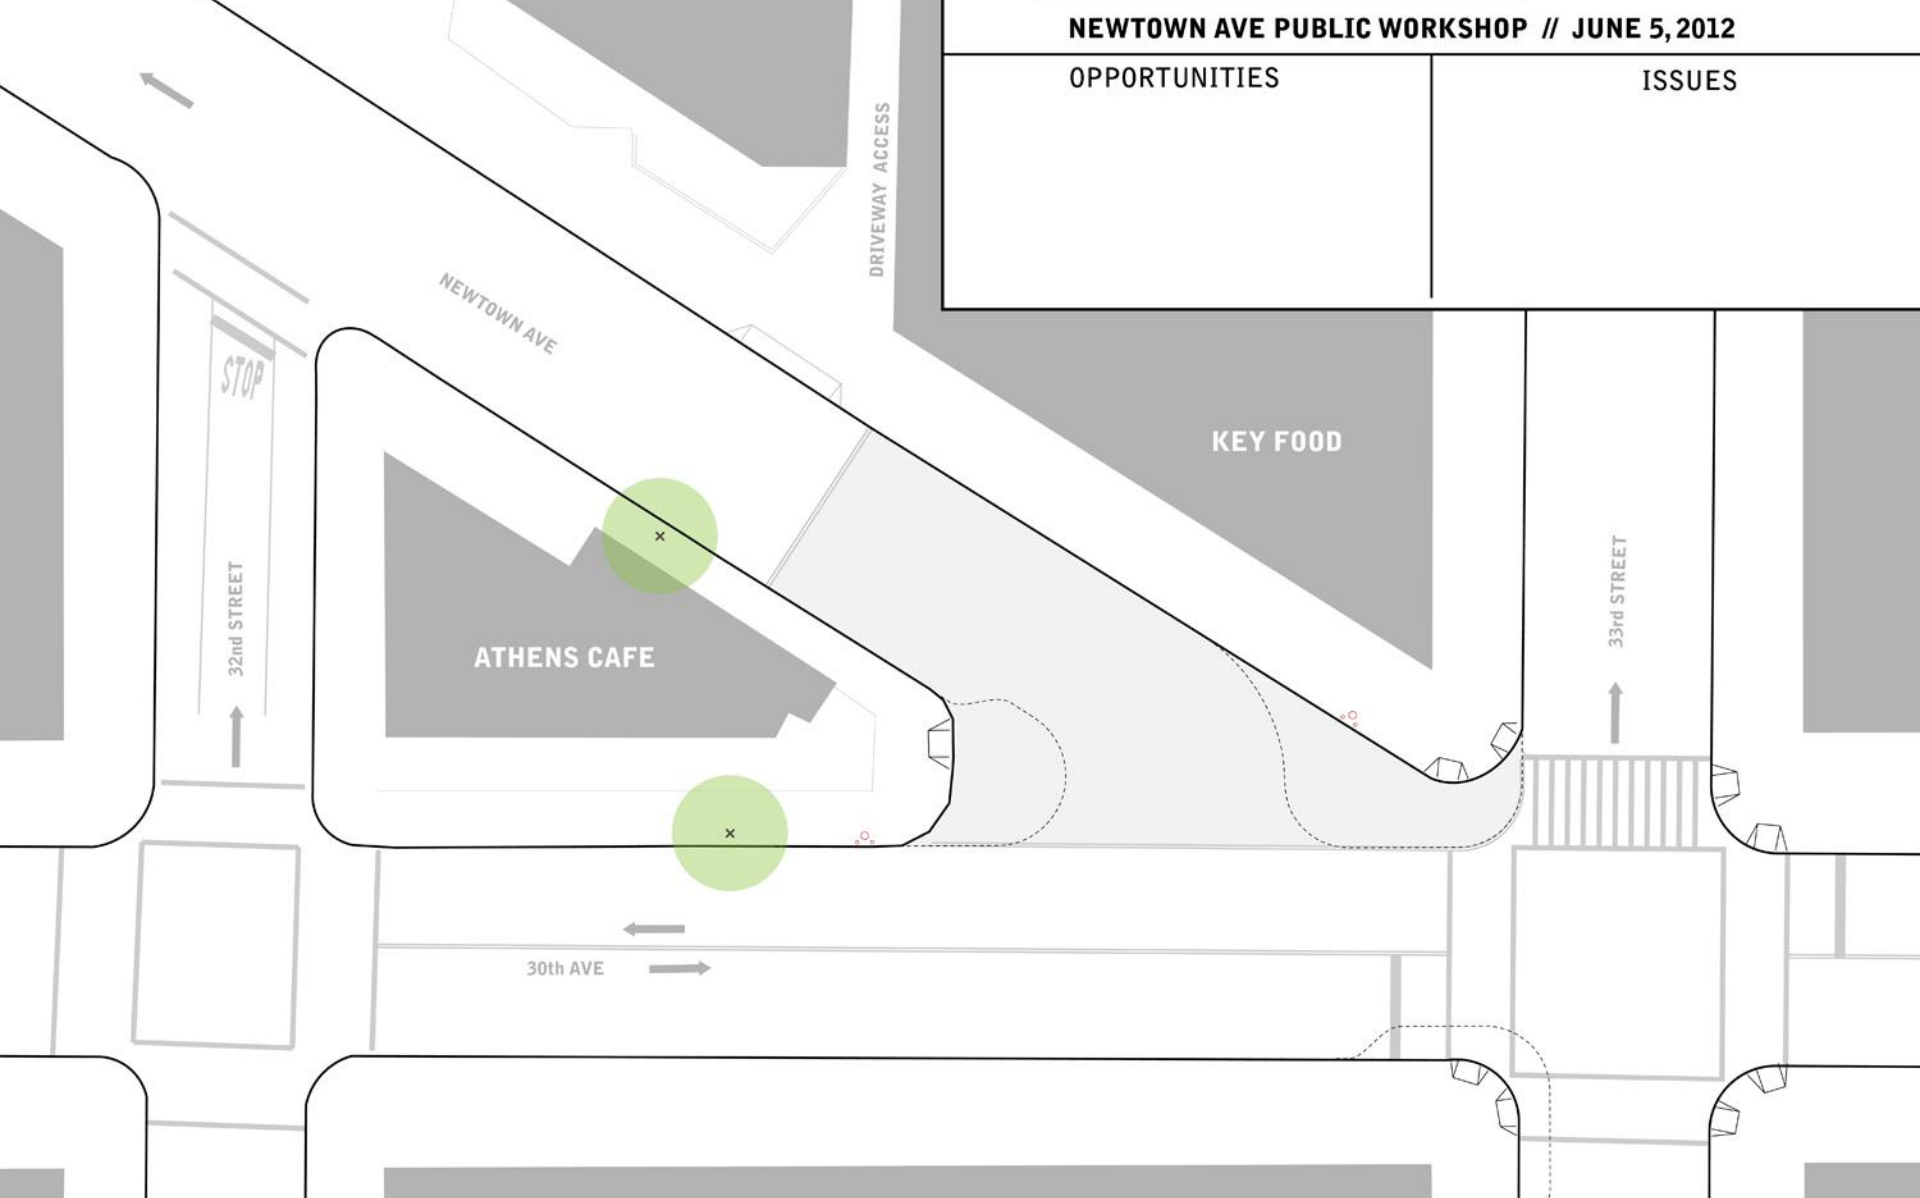 NEWTOWN AVE PUBLIC WORKSHOP // JUNE 5, 2012
OPPORTUNITIES
ISSUES
DRIVEWAY ACCESS
NEWTOWN AVE
STOP
KEY FOOD
32nd STREET
33rd STREET
ATHENS CAFE
30th AVE